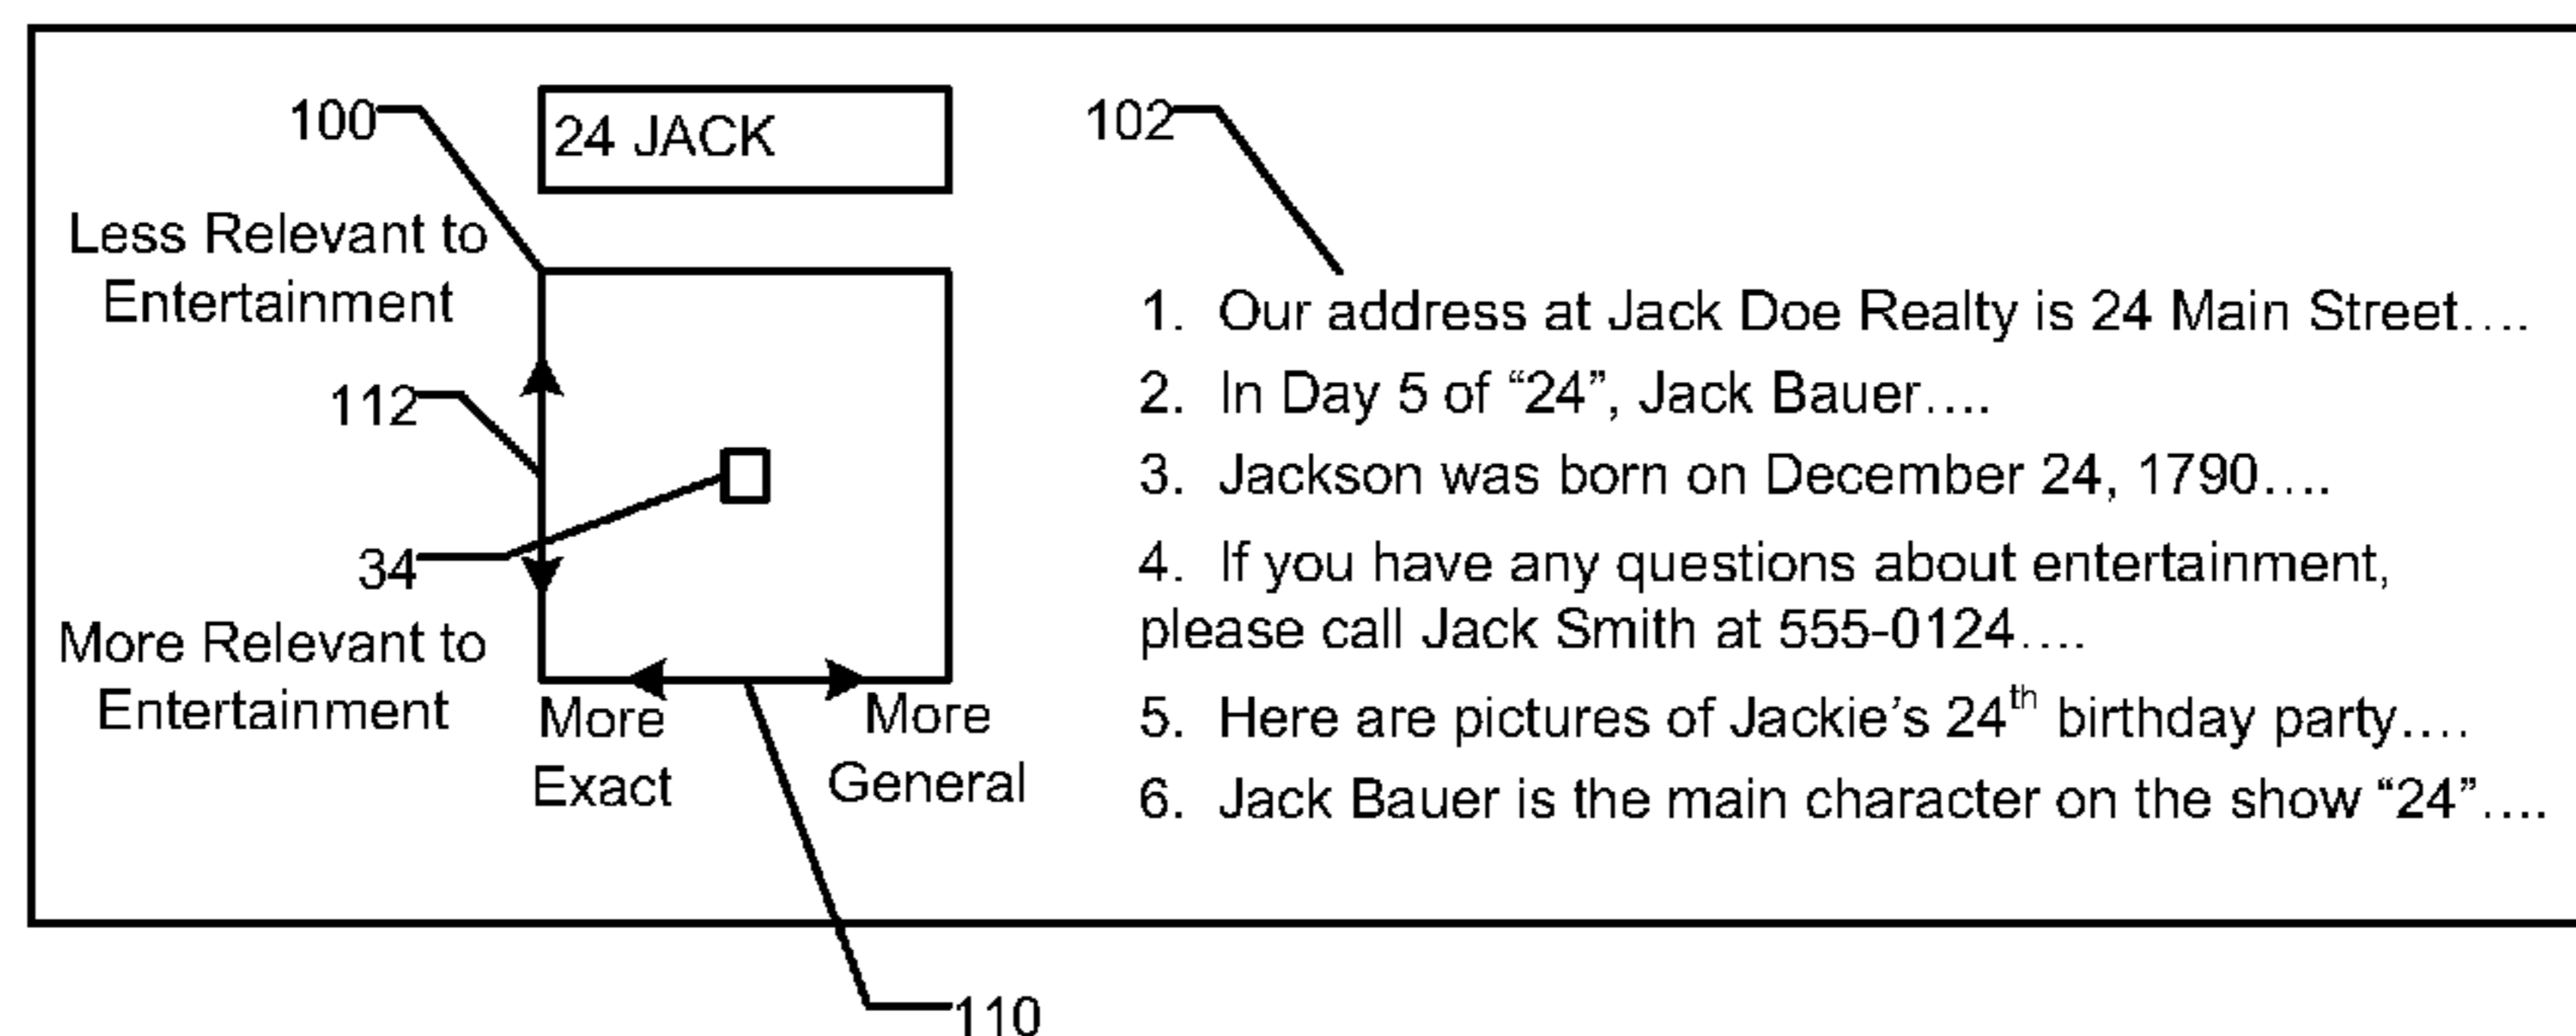 100
24 JACK
102
Less Relevant to
Entertainment
112
34
More Relevant to
Entertainment
More
Exact
More
General
110
1. Our address at Jack Doe Realty is 24 Main Street....
2. In Day 5 of “24”, Jack Bauer....
3. Jackson was born on December 24, 1790....
4. If you have any questions about entertainment,
please call Jack Smith at 555-0124....
5. Here are pictures of Jackie’s 24th birthday party....
6. Jack Bauer is the main character on the show “24”....